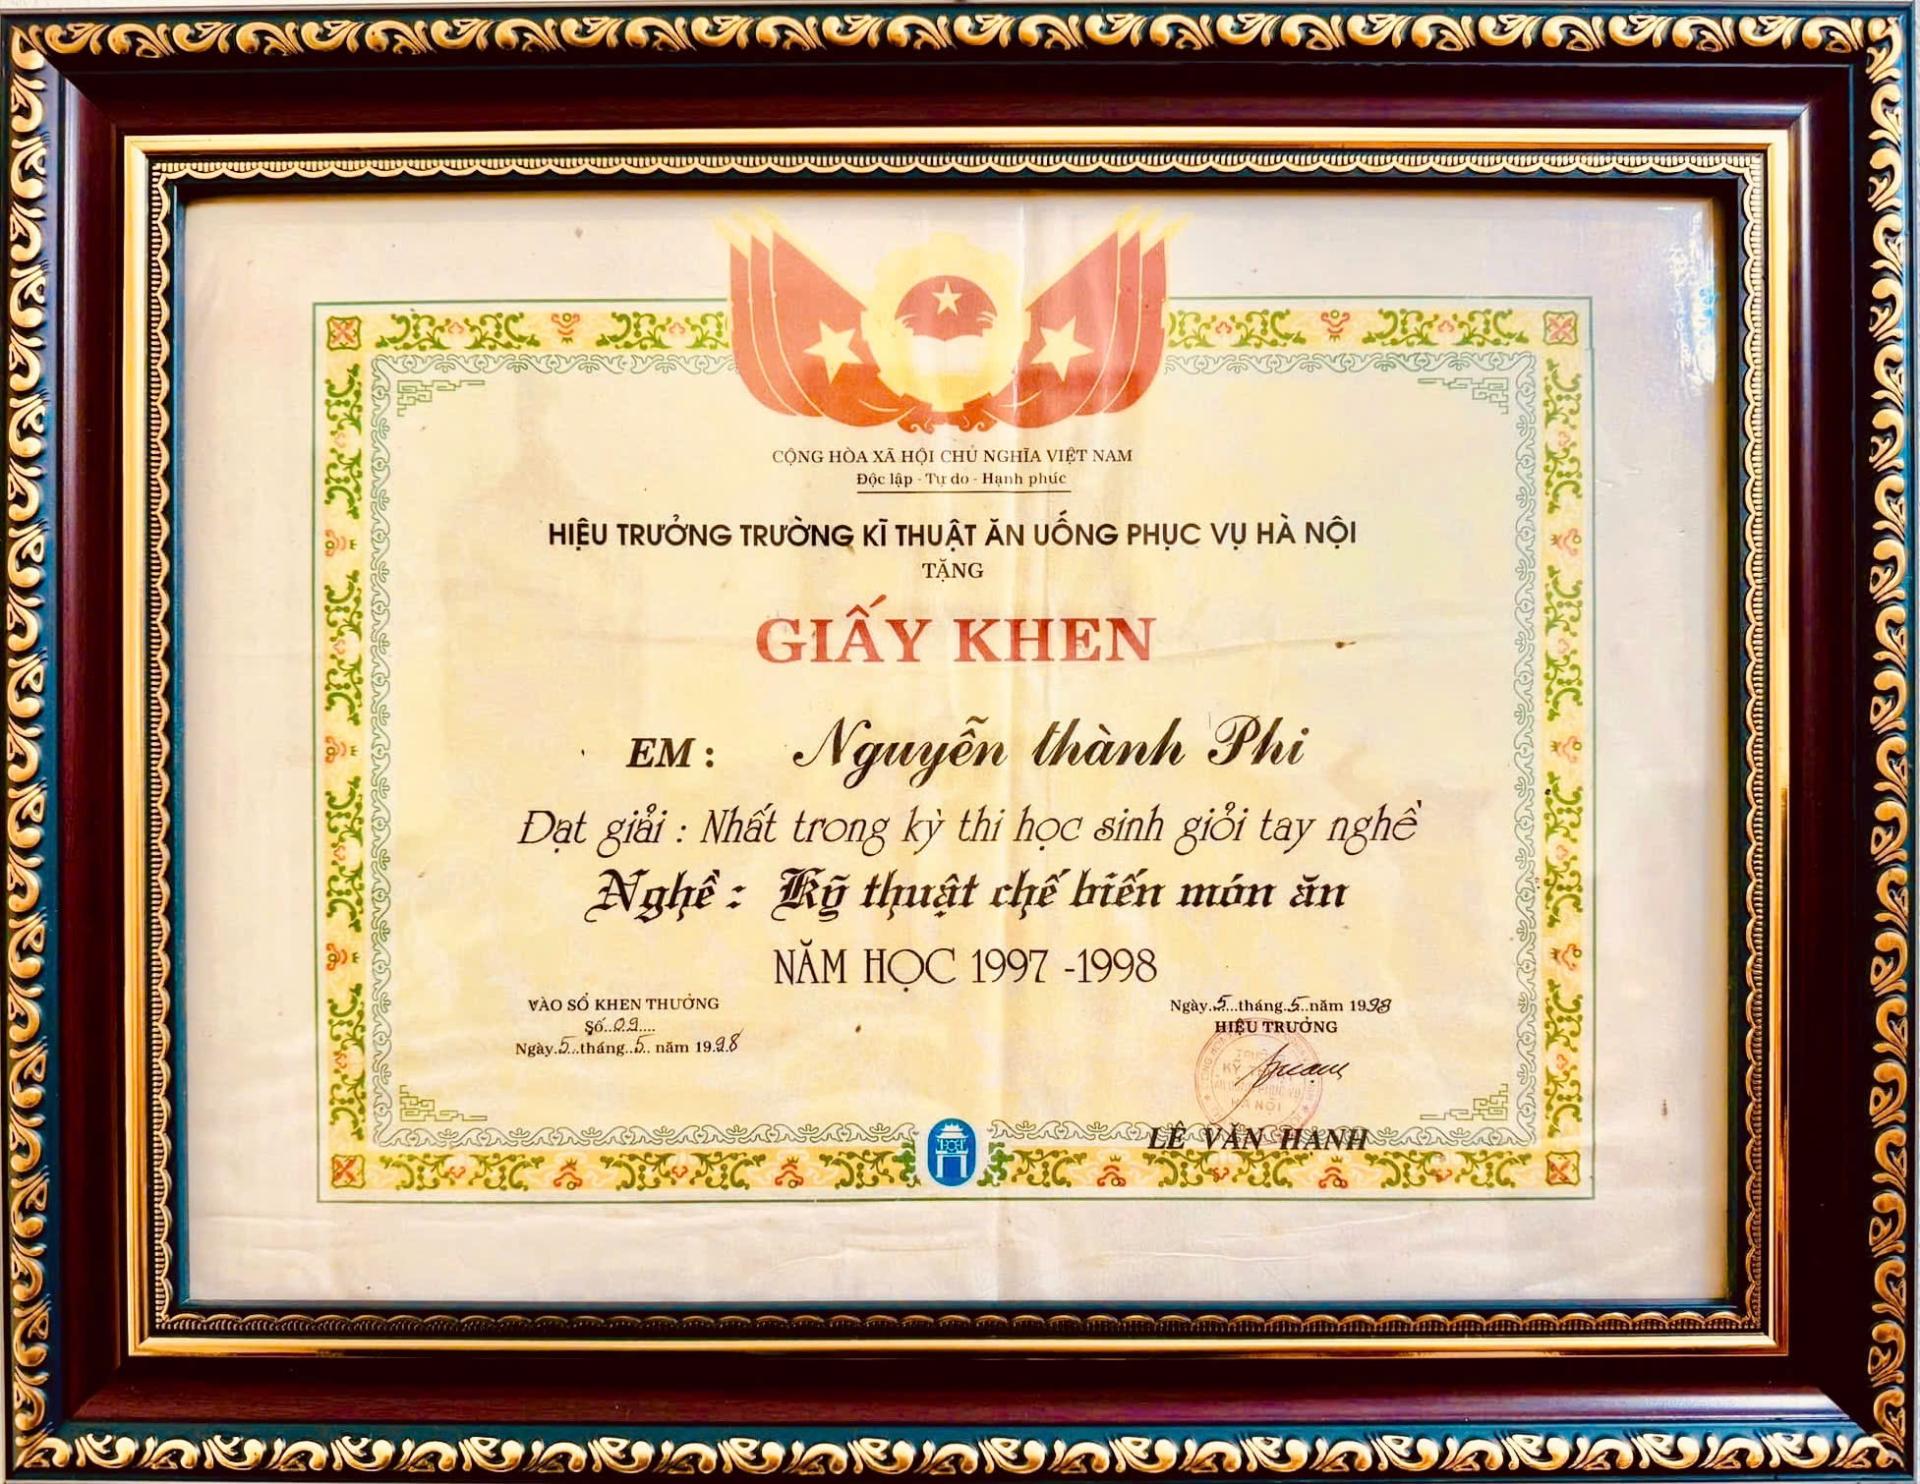 CỘNG HÒA XÃ HỘI CHỦ NGHĨA VIỆT NAM
Độc lập - Tự do - Hạnh phúc
HIỆU TRƯỞNG TRƯỜNG KĨ THUẬT ĂN UỐNG PHỤC VỤ HÀ NỘI
TẶNG
GIẤY KHEN
EM : Nguyễn thành Phi
Đạt giải : Nhất trong kỳ thi học sinh giỏi tay nghề
Nghề : Kỹ thuật chế biến món ăn
NĂM HỌC 1997 -1998
VÀO SỔ KHEN THƯỞNG
Số..09....
Ngày.5..tháng..5.. năm 1998
Ngày.5...tháng.5..năm 1998
HIỆU TRƯỞNG
HÀ NỘI
LÊ VĂN HẠNH